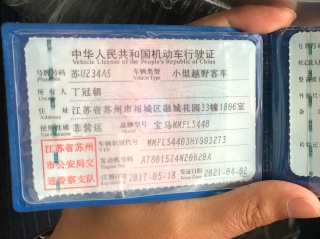 中华人民共和国机动车行驶证
Vehicle License of the People's Republic of China
号牌号码 苏U234A5 车辆类型 小型越野客车
所有人 丁冠朝
住址 江苏省苏州市相城区融城花园33幢1806室
使用性质 非营运 品牌型号 宝马MMFL5440
江苏省苏州市公安局交通警察支队
车辆识别代号 MMFL54403HY903273
VIN
发动机号码 A7801524M20B20A
注册日期 2017-05-18 发证日期 2021-04-02